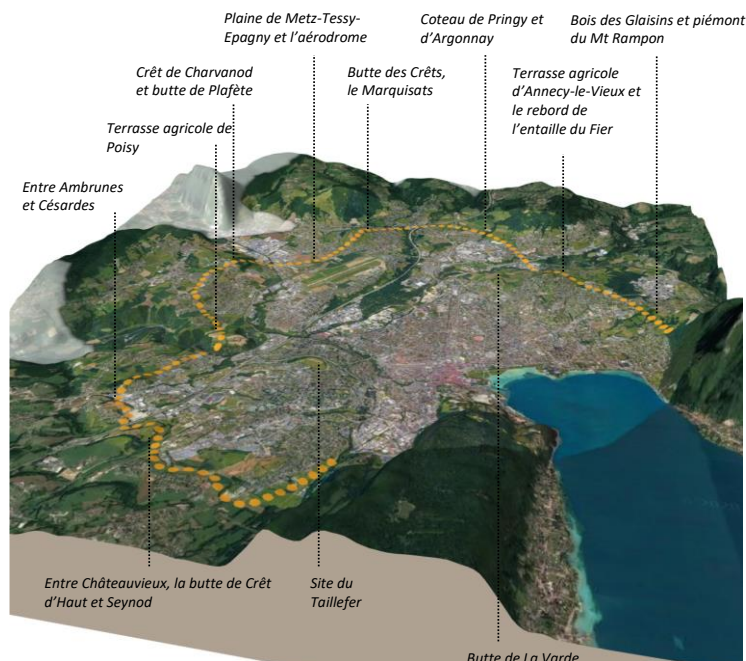 Plaine de Metz-Tessy-
Epagny et l'aérodrome
Coteau de Pringy et
d'Argonnay
Bois des Glaisins et piémont
du Mt Rampon
Crêt de Charvanod
et butte de Plafète
Butte des Crêts,
le Marquisats
Terrasse agricole
d'Annecy-le-Vieux et
le rebord de
l'entaille du Fier
Terrasse agricole de
Poisy
Entre Ambrunes
et Césardes
Entre Châteauvieux, la butte de Crêt
d'Haut et Seynod
Site du
Taillefer
Butte de La Varde